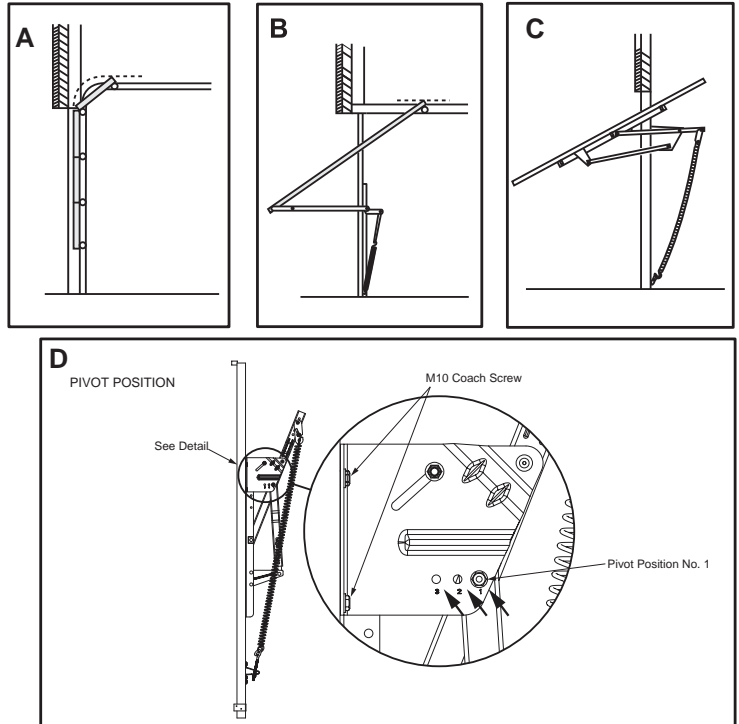 A
B
C
D
PIVOT POSITION
M10 Coach Screw
See Detail
Pivot Position No. 1
3 2 1